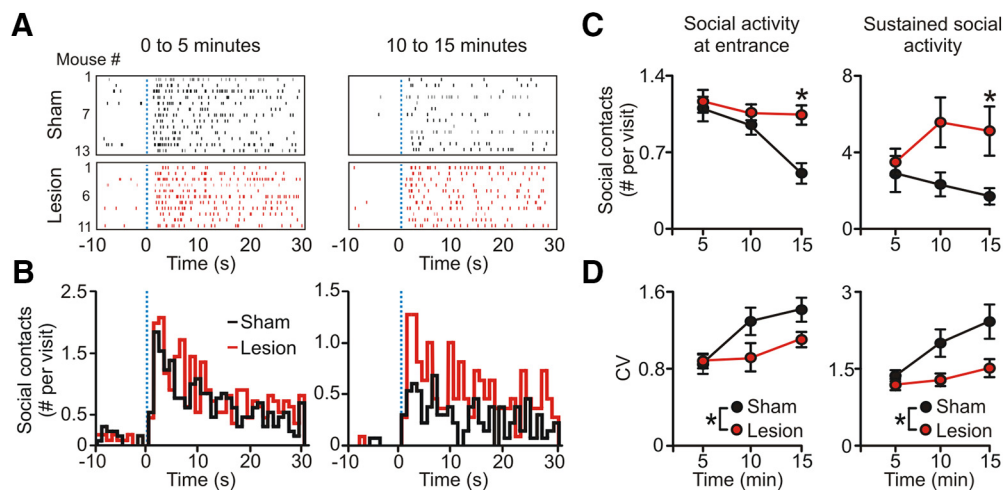 A
0 to 5 minutes
10 to 15 minutes
Mouse #
Sham
1
7
13
Lesion
1
6
11
-10 0 10 20 30
Time (s)
-10 0 10 20 30
Time (s)
B
Social contacts
(# per visit)
2.5
1.5
1.0
0.5
0
Sham
Lesion
-10 0 10 20 30
Time (s)
1.5
1.0
0.5
0
-10 0 10 20 30
Time (s)
C
Social activity
at entrance
Sustained social
activity
Social contacts
(# per visit)
1.4
0.7
0
*
5 10 15
8
4
0
*
5 10 15
D
CV
1.6
0.8
0
* Sham
Lesion
5 10 15
Time (min)
3
1.5
0
* Sham
Lesion
5 10 15
Time (min)